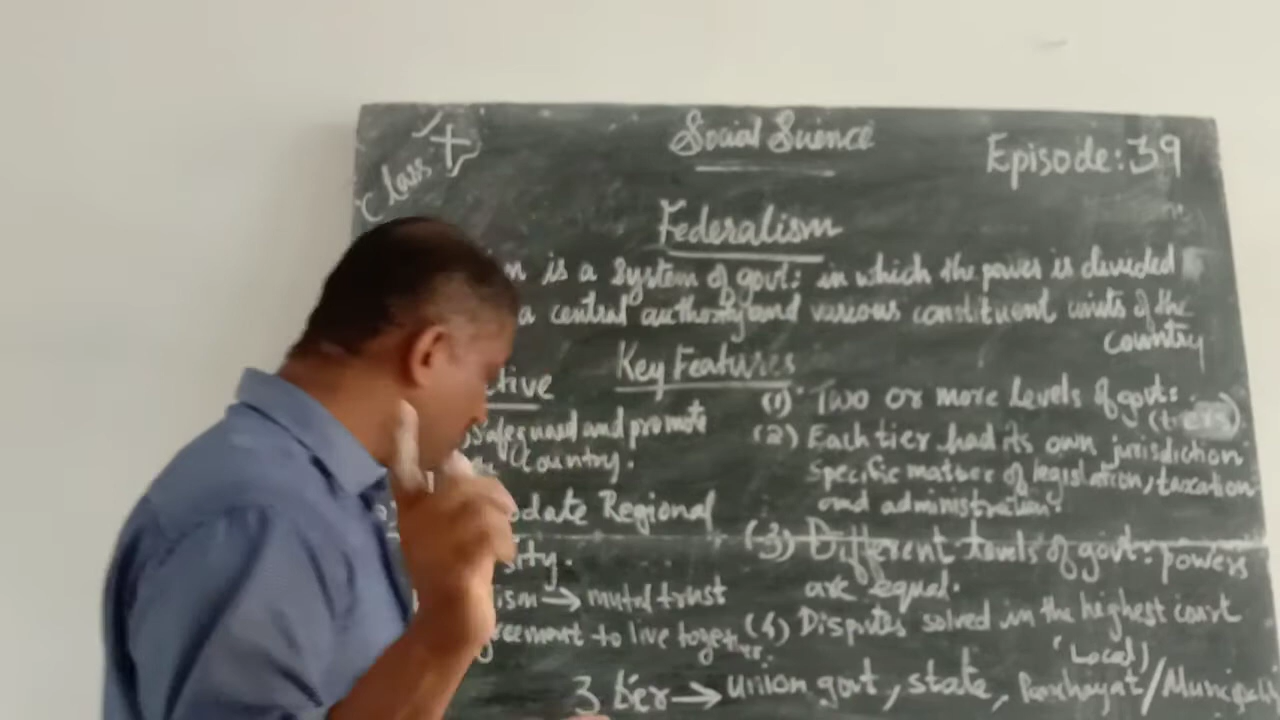 Class X
Social Science
Episode: 39
Federalism
is a system of govt: in which the power is divided
a central authority and various constituent units of the
country
Key Features
Safeguard and promote
Country.
Regional
mutal trust
to live together.
(1) Two or more levels of govt:
(tiers)
(2) Each tier had its own jurisdiction
specific matter of legislation, taxation
and administration.
(3) Different levels of govt: powers
are equal.
(4) Disputes solved in the highest court
(Local)
3 tier → union govt, state, Panchayat/